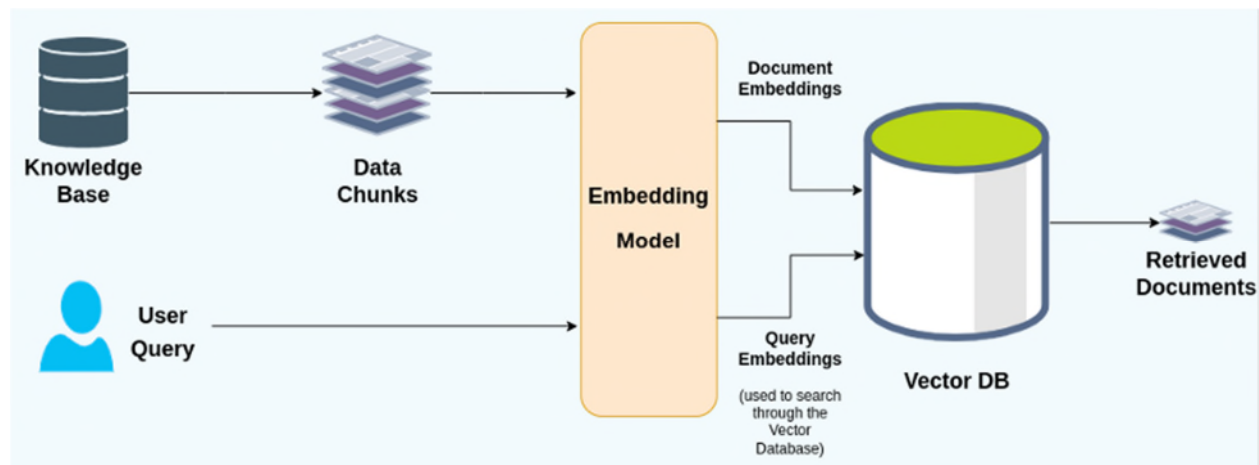 Knowledge
Base
Data
Chunks
User
Query
Embedding
Model
Document
Embeddings
Query
Embeddings
(used to search
through the
Vector
Database)
Vector DB
Retrieved
Documents